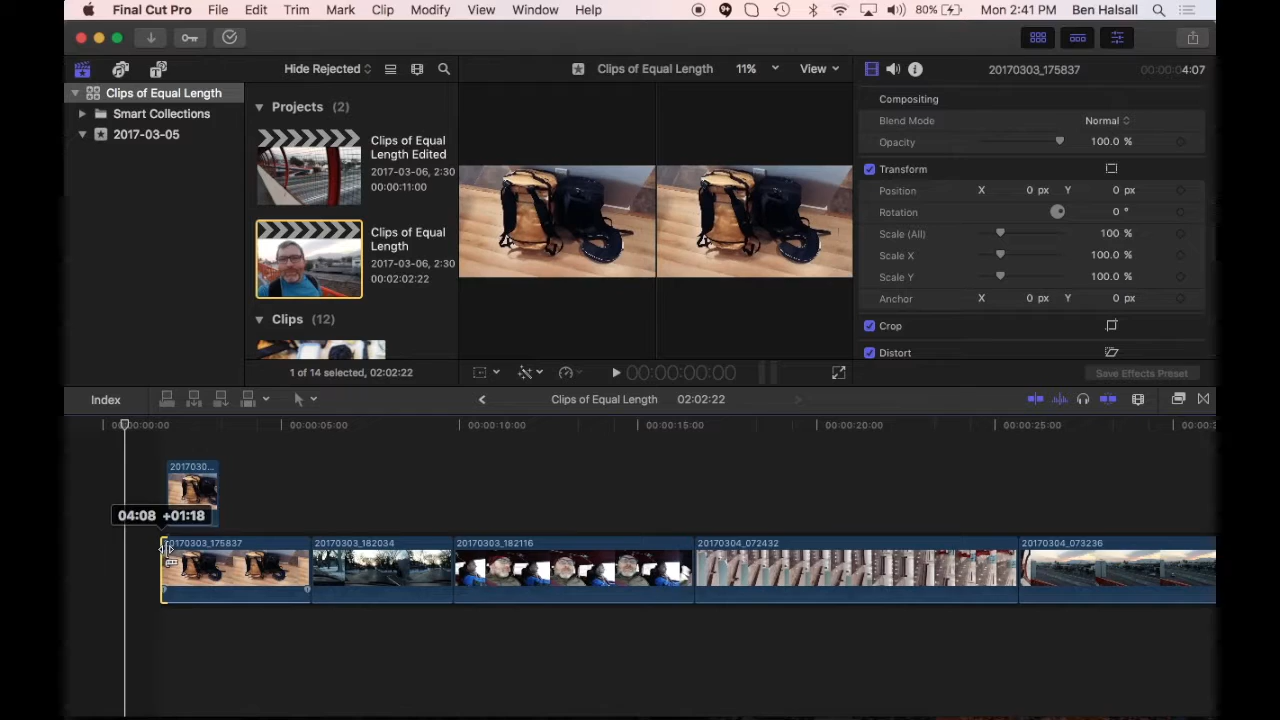 Final Cut Pro File Edit Trim Mark Clip Modify View Window Help 80% Mon 2:41 PM Ben Halsall
Hide Rejected
Clips of Equal Length 11% View
20170303_175837 00:00:04:07
Clips of Equal Length
Smart Collections
2017-03-05
Projects (2)
Clips of Equal
Length Edited
2017-03-06, 2:30
00:00:11:00
Clips of Equal
Length
2017-03-06, 2:30
00:02:02:22
Clips (12)
1 of 14 selected, 02:02:22
00:00:00:00
Compositing
Blend Mode Normal
Opacity 100.0 %
Transform
Position X 0 px Y 0 px
Rotation 0 °
Scale (All) 100 %
Scale X 100.0 %
Scale Y 100.0 %
Anchor X 0 px Y 0 px
Crop
Distort
Save Effects Preset
Index
Clips of Equal Length 02:02:22
00:00:05:00 00:00:10:00 00:00:15:00 00:00:20:00 00:00:25:00
2017030...
04:08 +01:18
20170303_182034 20170303_182116 20170304_072432 20170304_073236